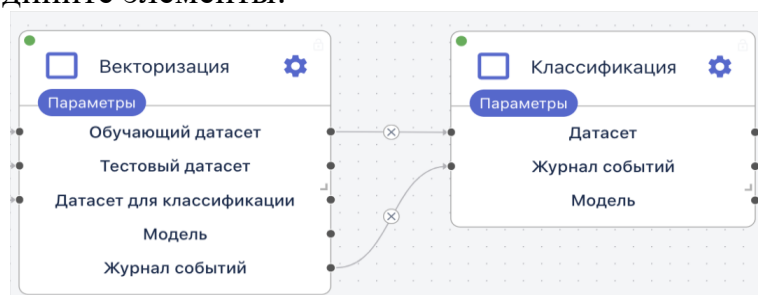 Векторизация
Параметры
Обучающий датасет
Тестовый датасет
Датасет для классификации
Модель
Журнал событий
Классификация
Параметры
Датасет
Журнал событий
Модель